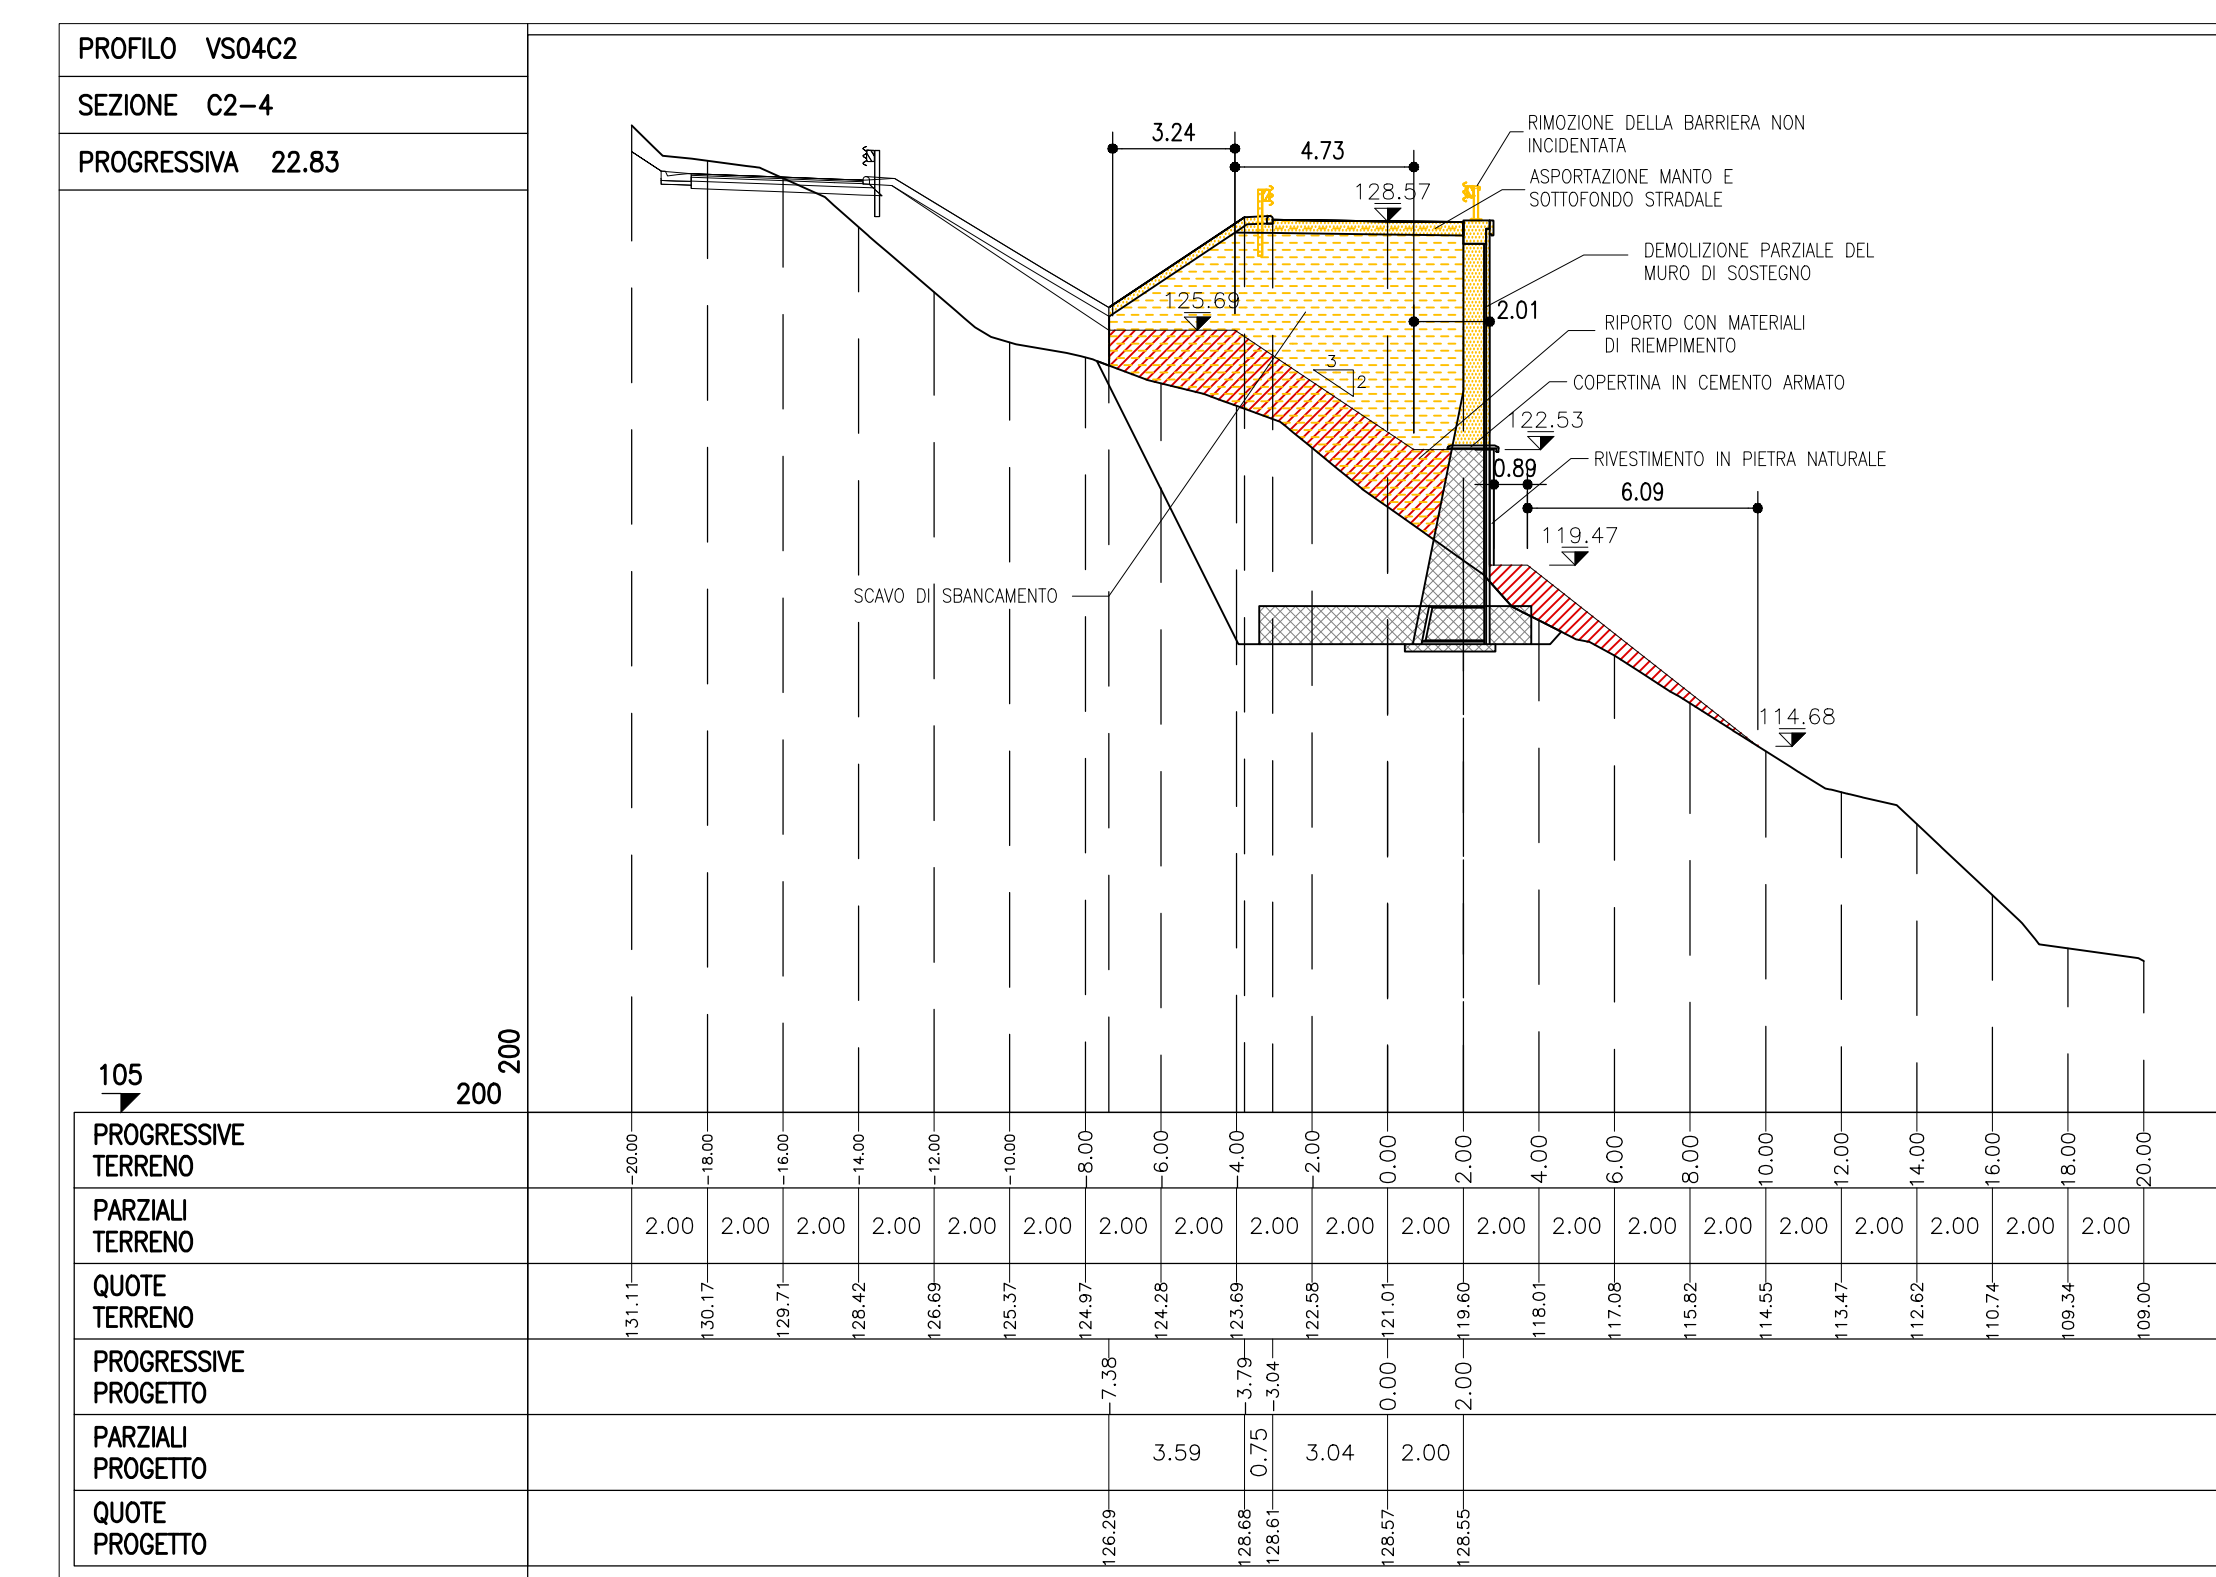 PROFILO VS04C2
SEZIONE C2-4
PROGRESSIVA 22.83
3.24
4.73
128.57
RIMOZIONE DELLA BARRIERA NON
INCIDENTATA
ASPORTAZIONE MANTO E
SOTTOFONDO STRADALE
DEMOLIZIONE PARZIALE DEL
MURO DI SOSTEGNO
125.69
2.01
RIPORTO CON MATERIALI
DI RIEMPIMENTO
3
2
COPERTINA IN CEMENTO ARMATO
122.53
RIVESTIMENTO IN PIETRA NATURALE
0.89
6.09
119.47
SCAVO DI SBANCAMENTO
114.68
105
200
200
PROGRESSIVE
TERRENO
-20.00 -18.00 -16.00 -14.00 -12.00 -10.00 -8.00 -6.00 -4.00 -2.00 0.00 2.00 4.00 6.00 8.00 10.00 12.00 14.00 16.00 18.00 20.00
PARZIALI
TERRENO
2.00 2.00 2.00 2.00 2.00 2.00 2.00 2.00 2.00 2.00 2.00 2.00 2.00 2.00 2.00 2.00 2.00 2.00 2.00 2.00
QUOTE
TERRENO
131.11 130.17 129.71 128.42 126.69 125.37 124.97 124.28 123.69 122.58 121.01 119.60 118.01 117.08 115.82 114.55 113.47 112.62 110.74 109.34 109.00
PROGRESSIVE
PROGETTO
-7.38 -3.79 -3.04 0.00 2.00
PARZIALI
PROGETTO
3.59 0.75 3.04 2.00
QUOTE
PROGETTO
126.29 128.68 128.61 128.57 128.55